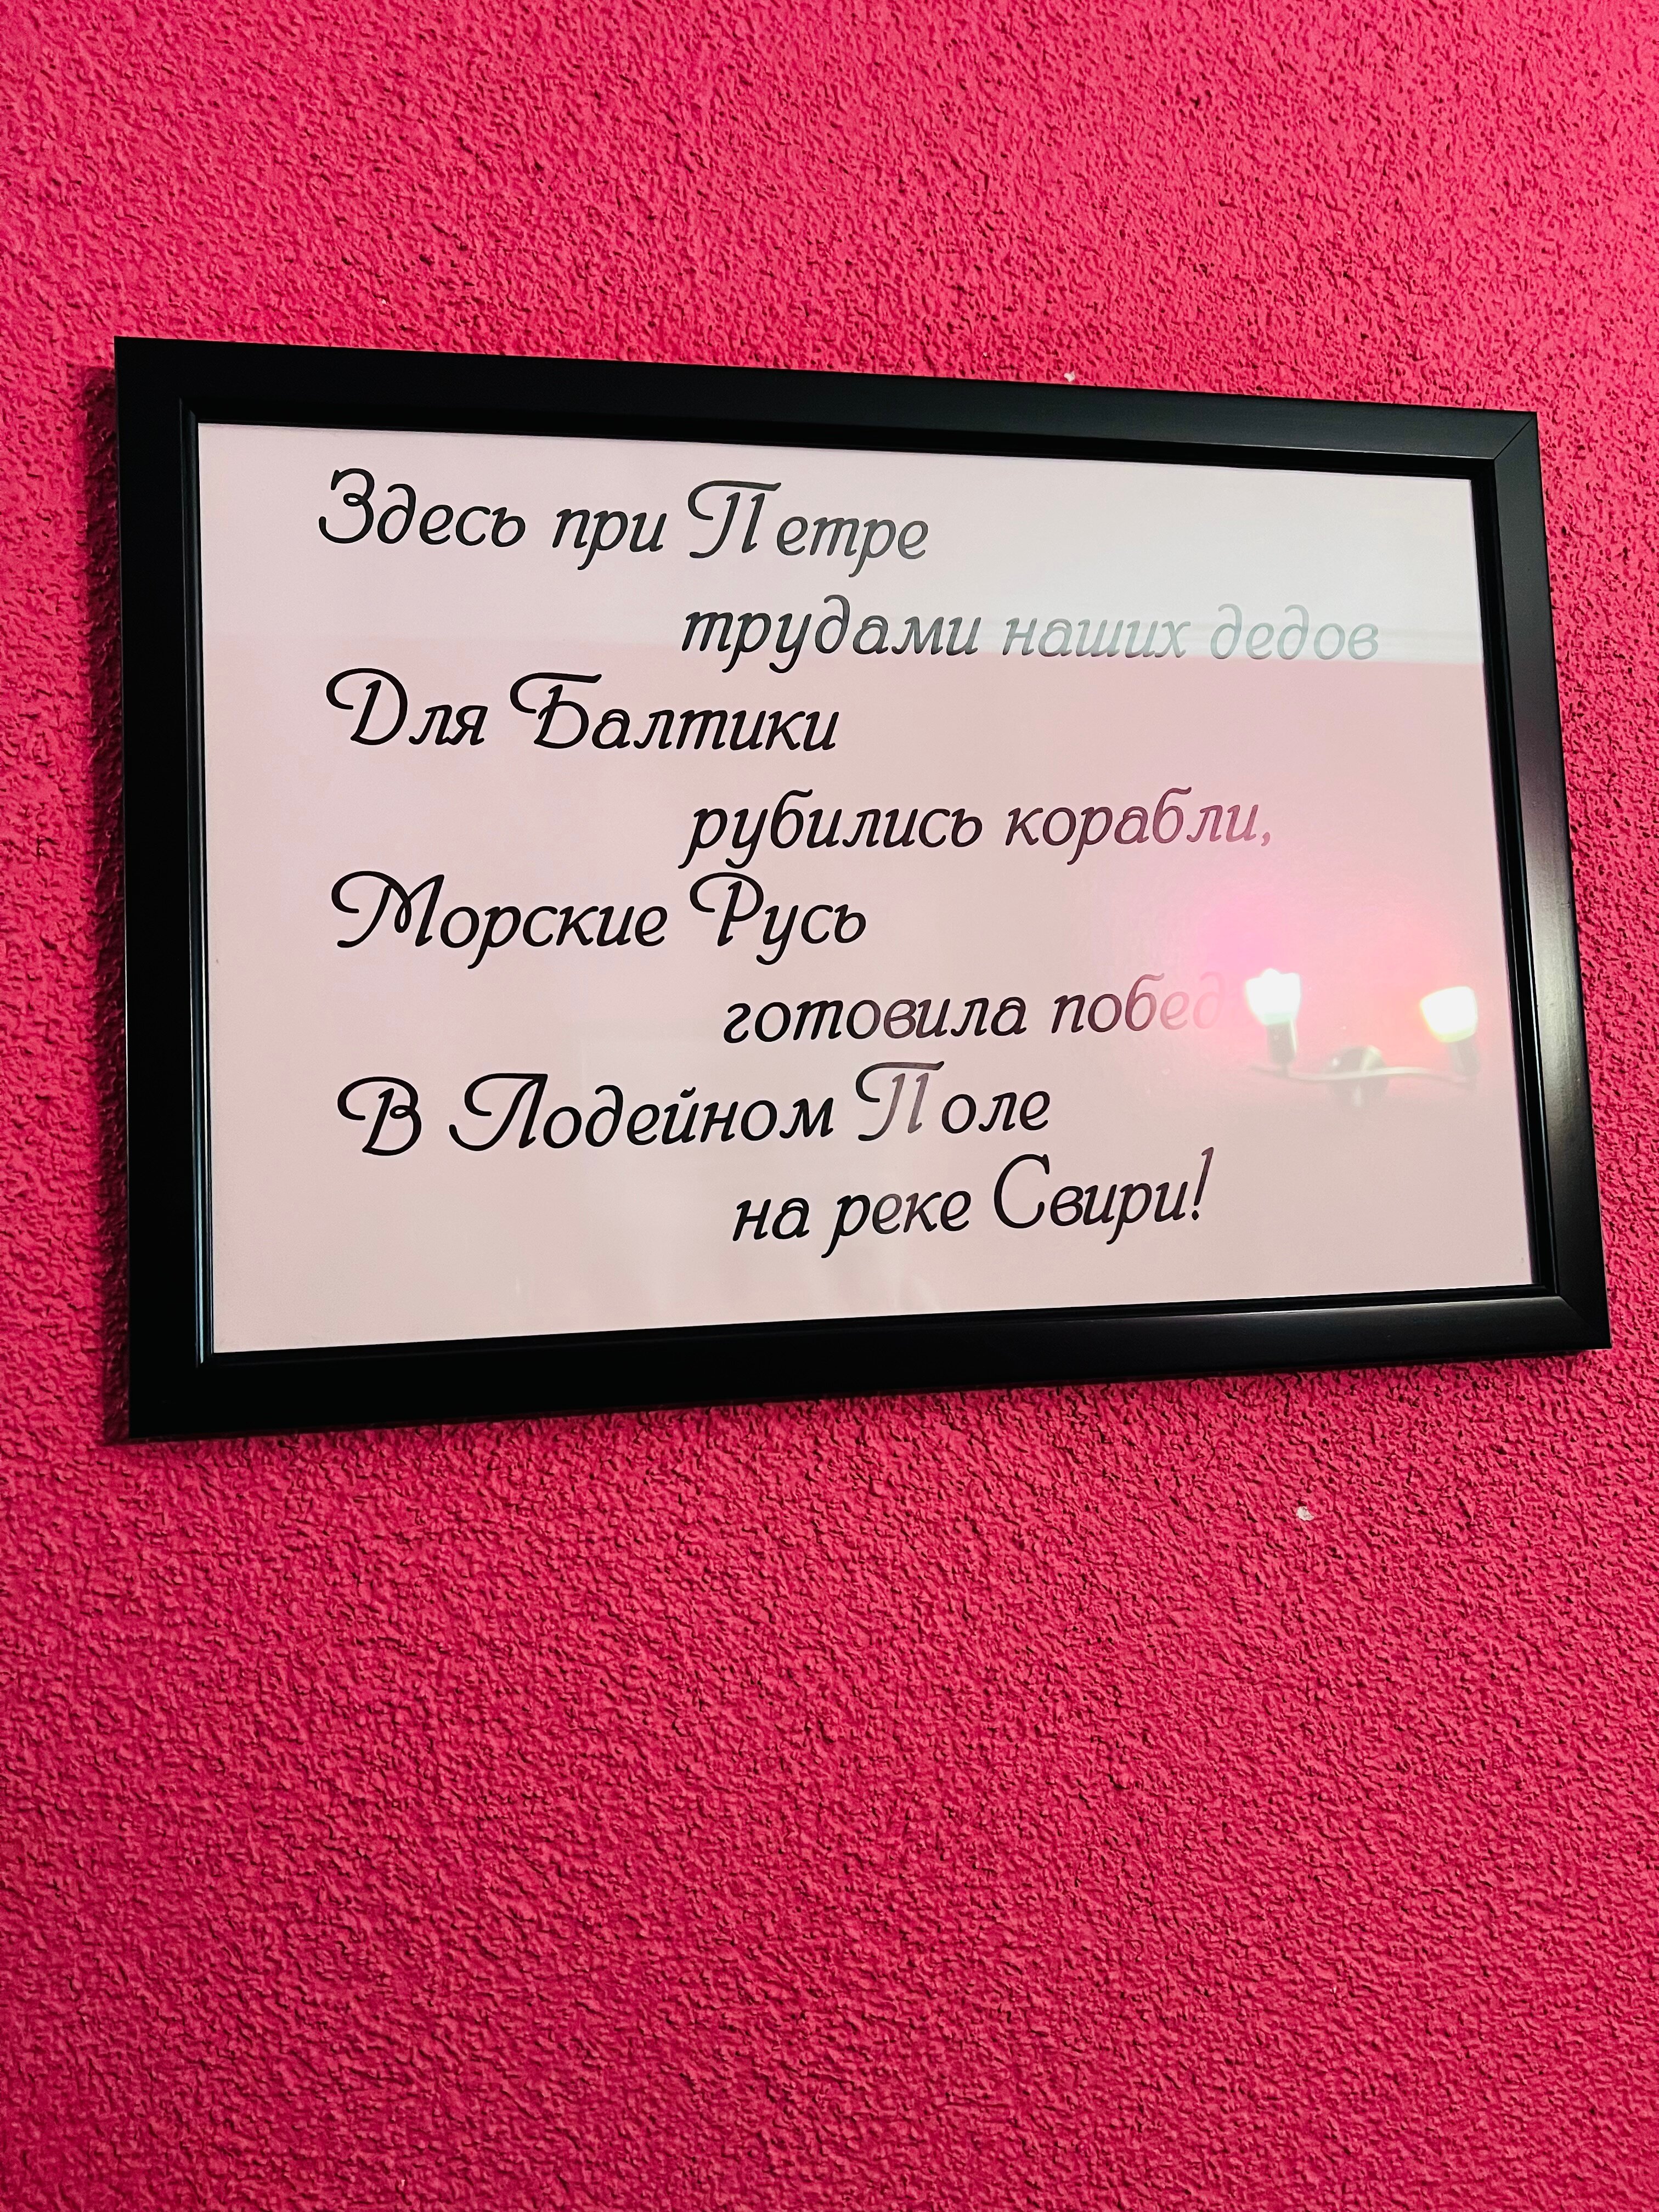 Здесь при Петре
трудами наших дедов
Для Балтики
рубились корабли,
Морские Русь
готовила
В Лодейном Поле
на реке Свири!